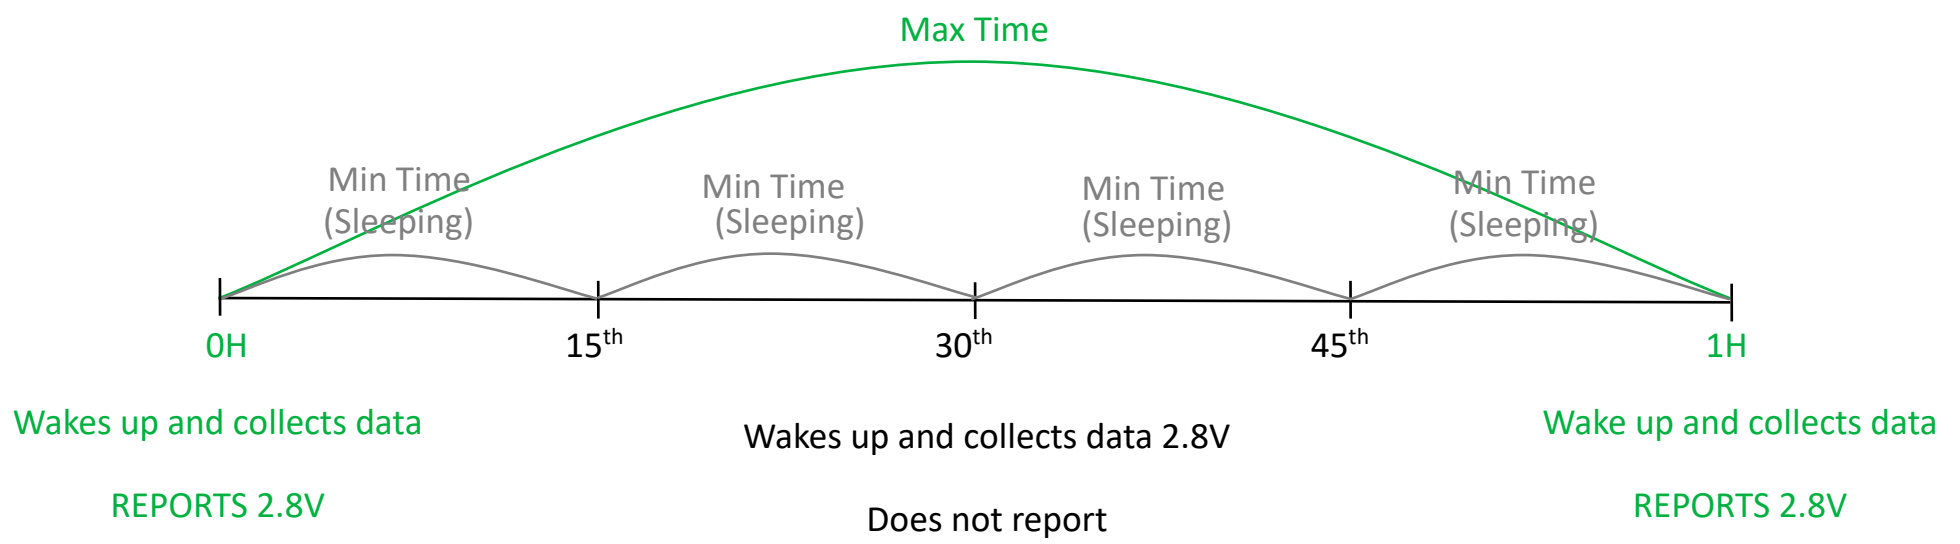 Max Time
Min Time
(Sleeping)
Min Time
(Sleeping)
Min Time
(Sleeping)
Min Time
(Sleeping)
0H
15th
30th
45th
1H
Wakes up and collects data
REPORTS 2.8V
Wakes up and collects data 2.8V
Does not report
Wake up and collects data
REPORTS 2.8V